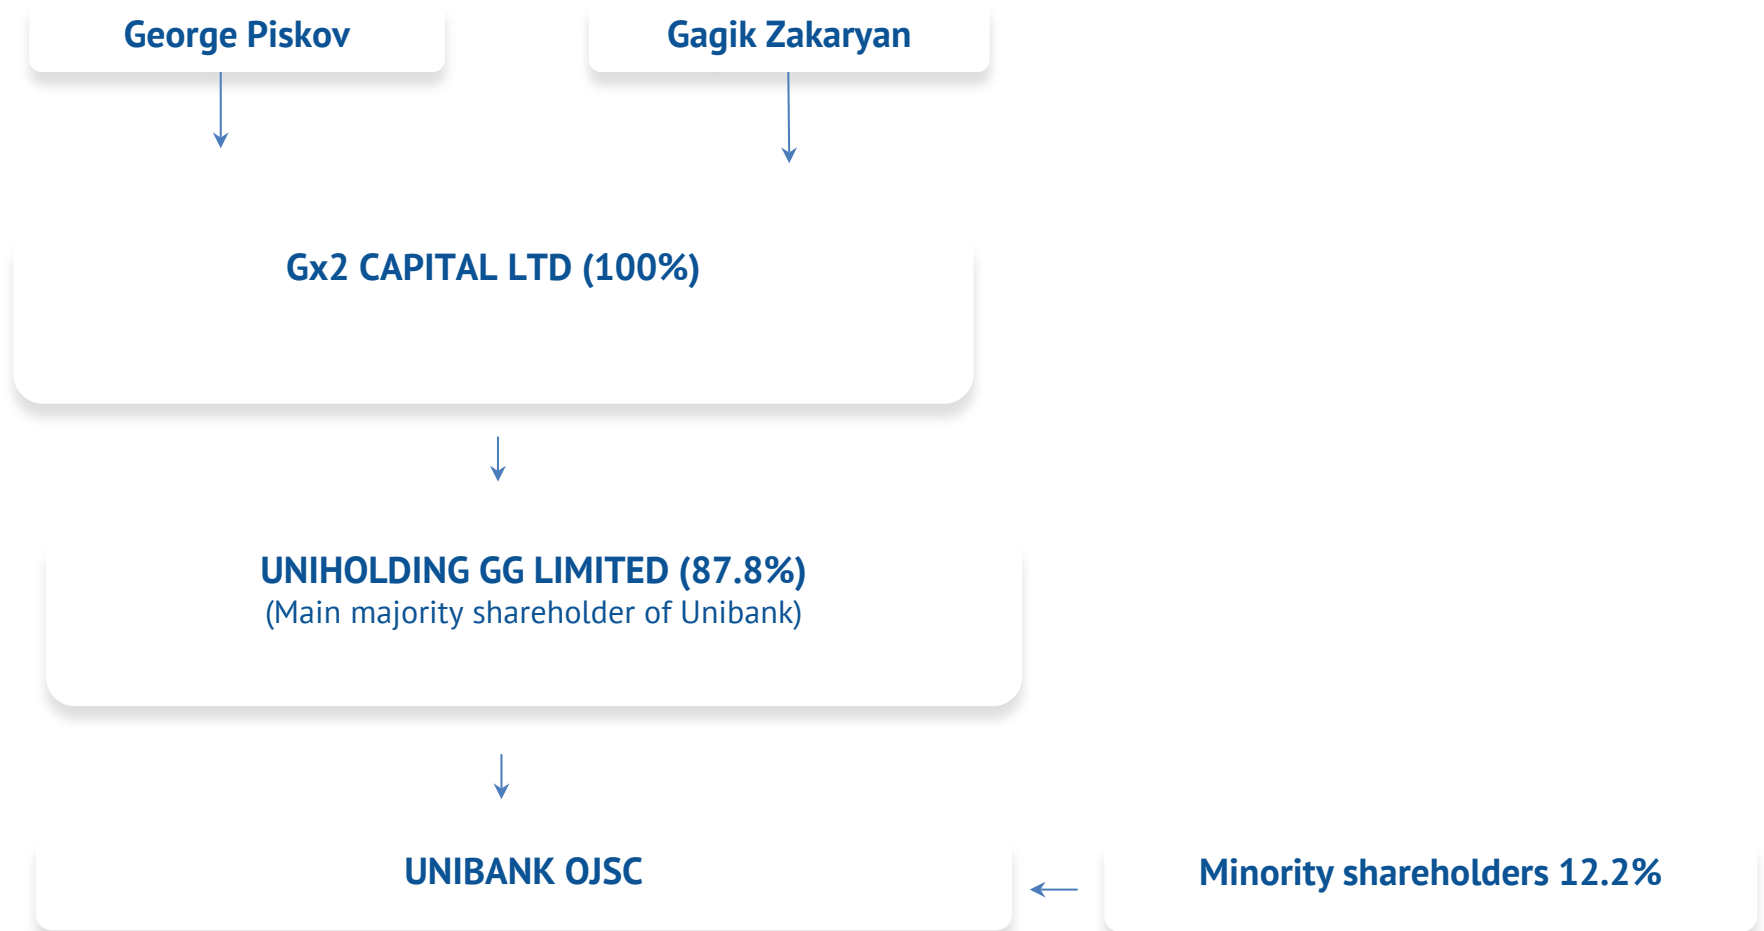 George Piskov
Gagik Zakaryan
Gx2 CAPITAL LTD (100%)
UNIHOLDING GG LIMITED (87.8%)
(Main majority shareholder of Unibank)
UNIBANK OJSC
Minority shareholders 12.2%